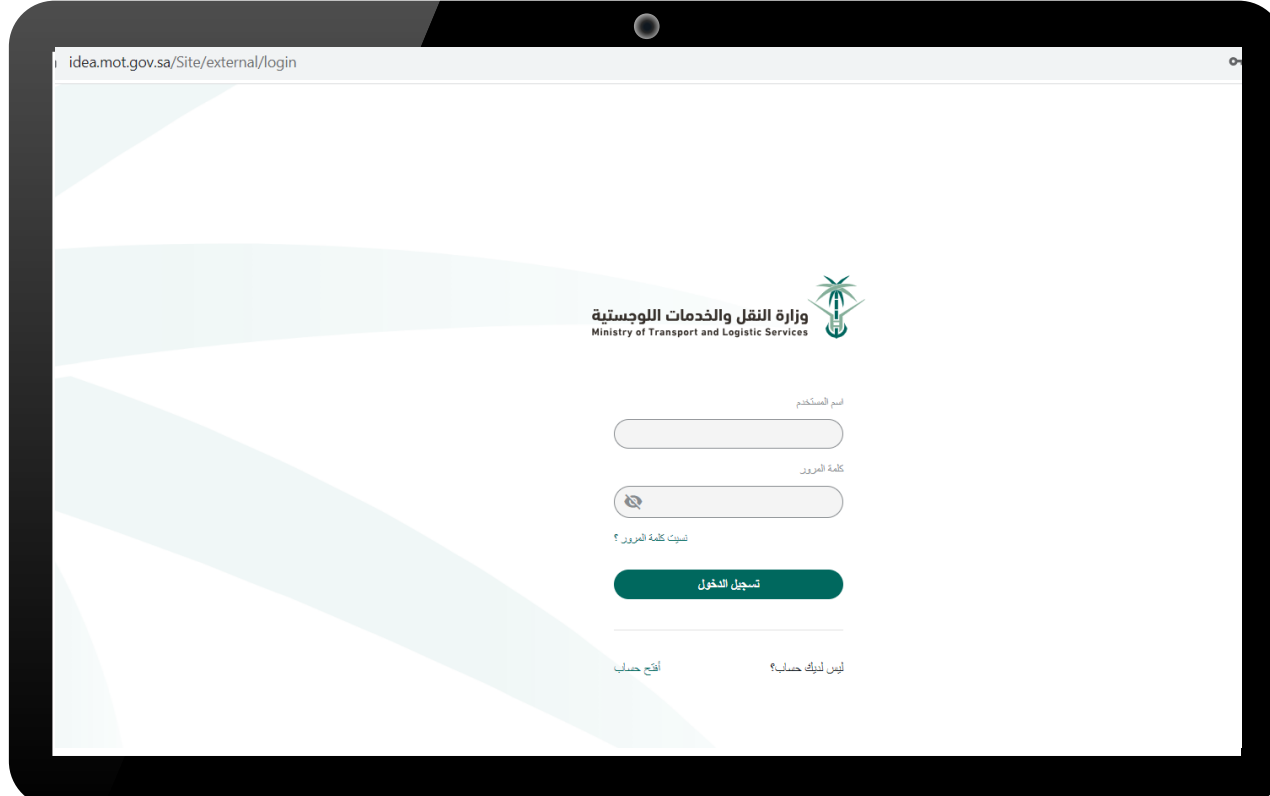 idea.mot.gov.sa/Site/external/login
وزارة النقل والخدمات اللوجستية
Ministry of Transport and Logistic Services
اسم المستخدم
كلمة المرور
نسيت كلمة المرور ؟
تسجيل الدخول
ليس لديك حساب؟ أفتح حساب